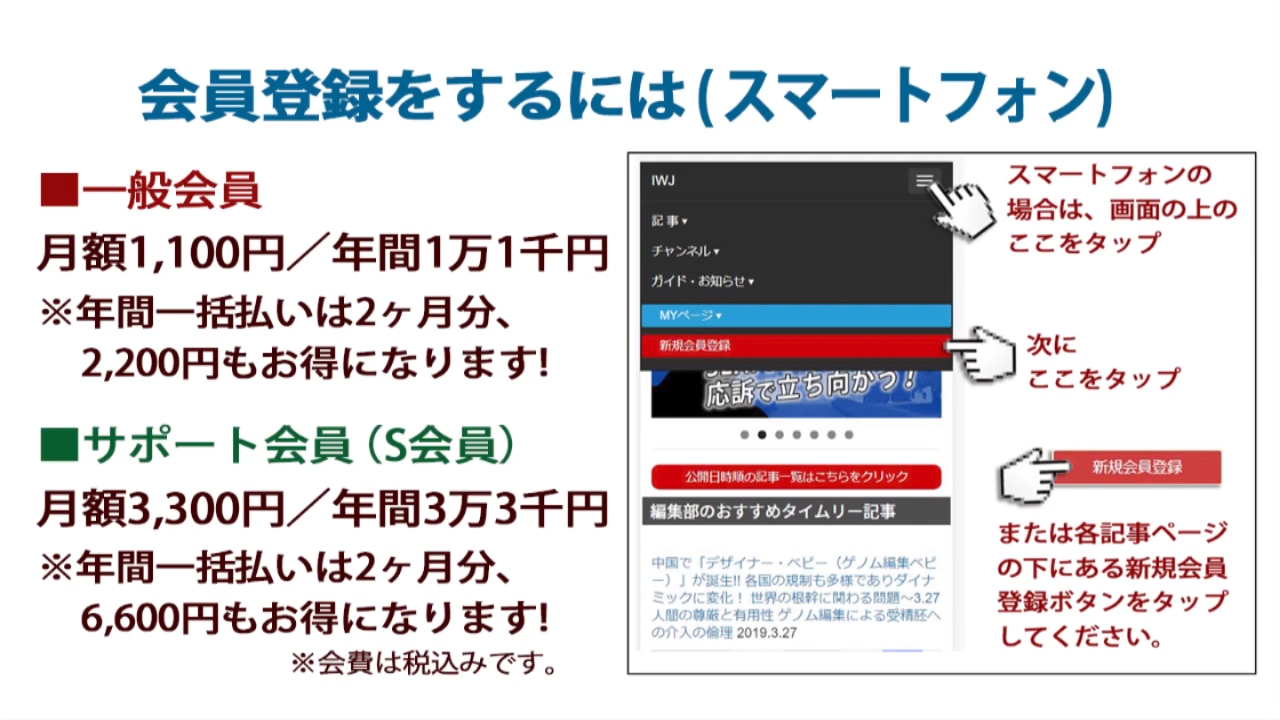 会員登録をするには(スマートフォン)
■一般会員
月額1,100円／年間1万1千円
※年間一括払いは2ヶ月分、
2,200円もお得になります!
■サポート会員（S会員）
月額3,300円／年間3万3千円
※年間一括払いは2ヶ月分、
6,600円もお得になります!
※会費は税込みです。
IWJ
記事▾
チャンネル▾
ガイド・お知らせ▾
MYページ▾
新規会員登録
応訴で立ち向かう！
公開日時順の記事一覧はこちらをクリック
編集部のおすすめタイムリー記事
中国で「デザイナー・ベビー（ゲノム編集ベビ
ー）」が誕生!! 各国の規制も多様でありダイナ
ミックに変化！ 世界の根幹に関わる問題～3.27
人間の尊厳と有用性 ゲノム編集による受精胚へ
の介入の倫理 2019.3.27
スマートフォンの
場合は、画面の上の
ここをタップ
次に
ここをタップ
新規会員登録
または各記事ページ
の下にある新規会員
登録ボタンをタップ
してください。